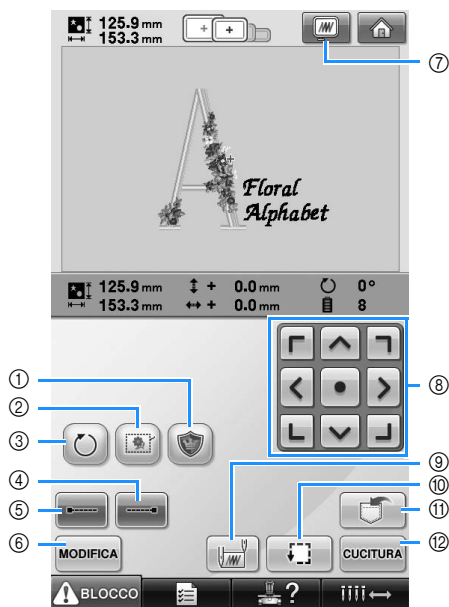 125.9 mm
153.3 mm
⑦
Floral
Alphabet
125.9 mm ↕ + 0.0 mm 0°
153.3 mm ↔ + 0.0 mm 8
①
②
③
④
⑤
⑥
⑧
⑨
⑩
⑪
⑫
MODIFICA
CUCITURA
BLOCCO
?